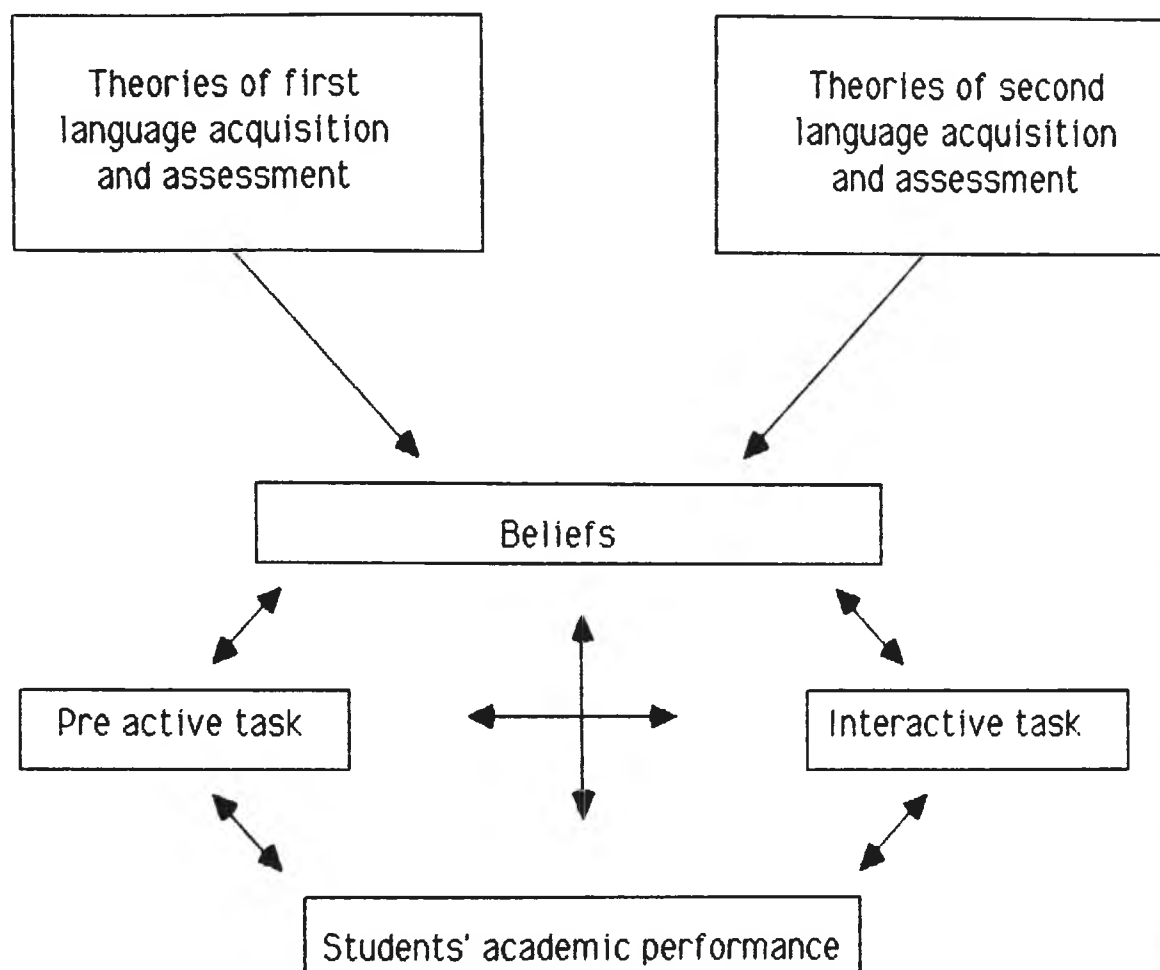 Theories of first
language acquisition
and assessment
Theories of second
language acquisition
and assessment
Beliefs
Pre active task
Interactive task
Students' academic performance